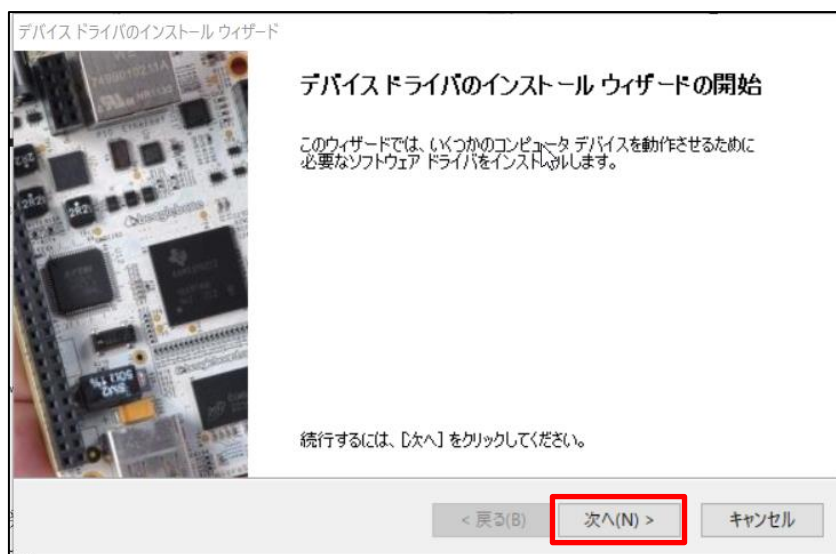 デバイス ドライバのインストール ウィザード
デバイス ドライバのインストール ウィザードの開始
このウィザードでは、いくつかのコンピュータ デバイスを動作させるために
必要なソフトウェア ドライバをインストールします。
続行するには、[次へ] をクリックしてください。
< 戻る(B)
次へ(N) >
キャンセル
beaglebone
2R2
2R2
50Ω 1%